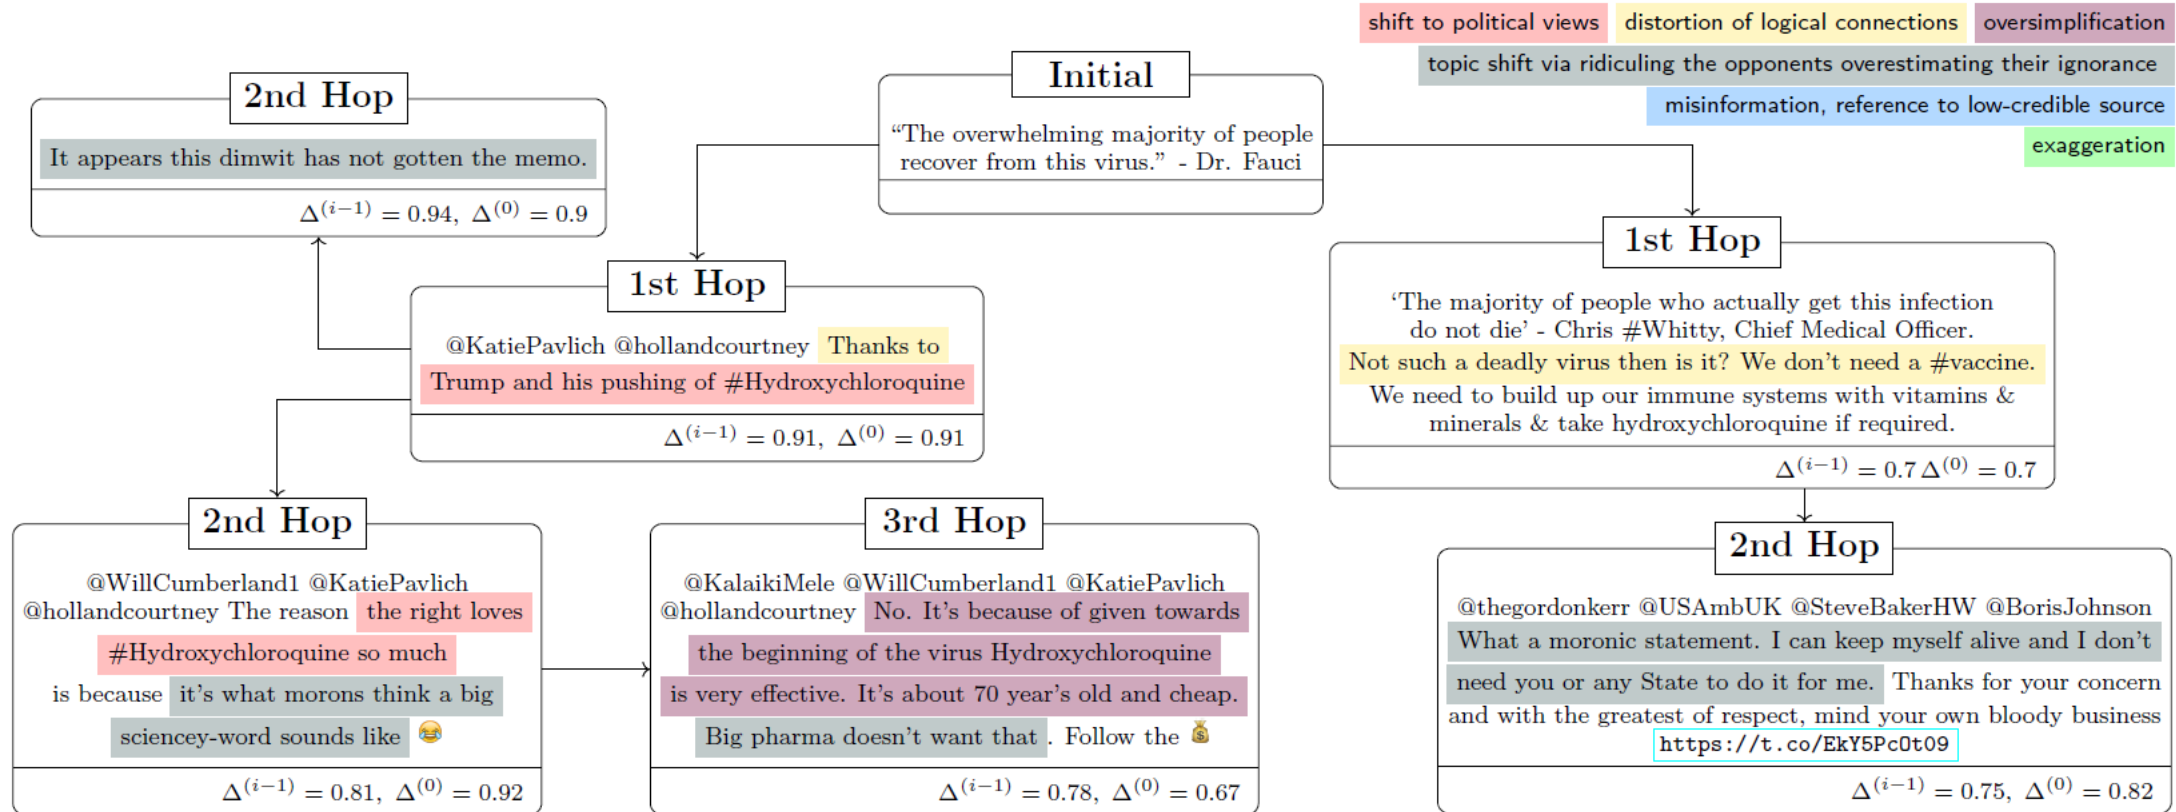 shift to political views
distortion of logical connections
oversimplification
topic shift via ridiculing the opponents overestimating their ignorance
misinformation, reference to low-credible source
exaggeration
Initial
“The overwhelming majority of people
recover from this virus.” - Dr. Fauci
2nd Hop
It appears this dimwit has not gotten the memo.
Δ^(i−1) = 0.94, Δ^(0) = 0.9
1st Hop
@KatiePavlich @hollandcourtney Thanks to
Trump and his pushing of #Hydroxychloroquine
Δ^(i−1) = 0.91, Δ^(0) = 0.91
1st Hop
‘The majority of people who actually get this infection
do not die’ - Chris #Whitty, Chief Medical Officer.
Not such a deadly virus then is it? We don’t need a #vaccine.
We need to build up our immune systems with vitamins &
minerals & take hydroxychloroquine if required.
Δ^(i−1) = 0.7 Δ^(0) = 0.7
2nd Hop
@WillCumberland1 @KatiePavlich
@hollandcourtney The reason the right loves
#Hydroxychloroquine so much
is because it’s what morons think a big
sciencey-word sounds like 😂
Δ^(i−1) = 0.81, Δ^(0) = 0.92
3rd Hop
@KalaikiMele @WillCumberland1 @KatiePavlich
@hollandcourtney No. It’s because of given towards
the beginning of the virus Hydroxychloroquine
is very effective. It’s about 70 year’s old and cheap.
Big pharma doesn’t want that . Follow the 💰
Δ^(i−1) = 0.78, Δ^(0) = 0.67
2nd Hop
@thegordonkerr @USAmbUK @SteveBakerHW @BorisJohnson
What a moronic statement. I can keep myself alive and I don’t
need you or any State to do it for me. Thanks for your concern
and with the greatest of respect, mind your own bloody business
https://t.co/EkY5PcOt09
Δ^(i−1) = 0.75, Δ^(0) = 0.82